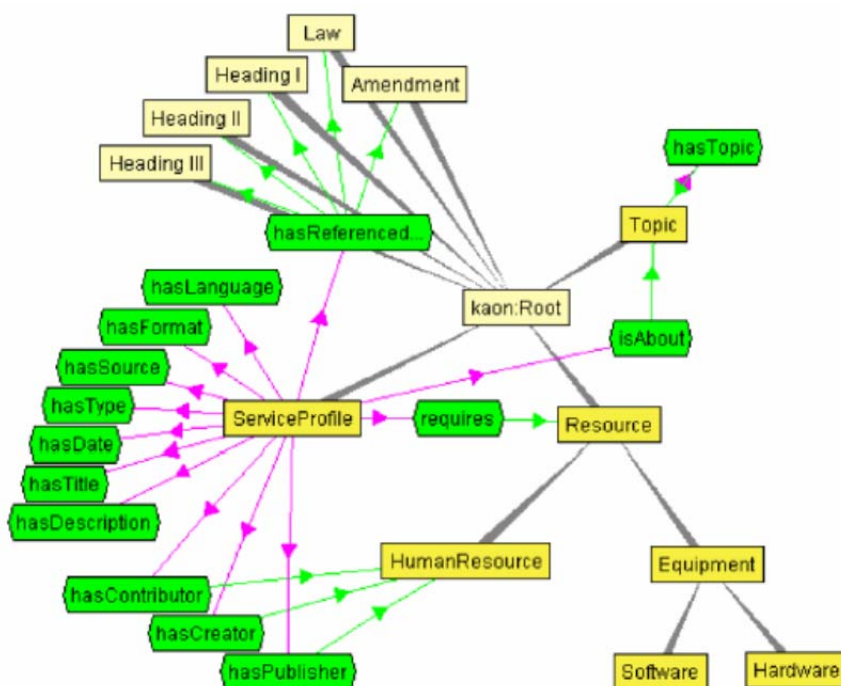 Law
Heading I
Amendment
Heading II
hasTopic
Heading III
Topic
hasReferenced...
hasLanguage
kaon:Root
hasFormat
isAbout
hasSource
hasType
ServiceProfile
requires
Resource
hasDate
hasTitle
hasDescription
HumanResource
Equipment
hasContributor
hasCreator
hasPublisher
Software
Hardware